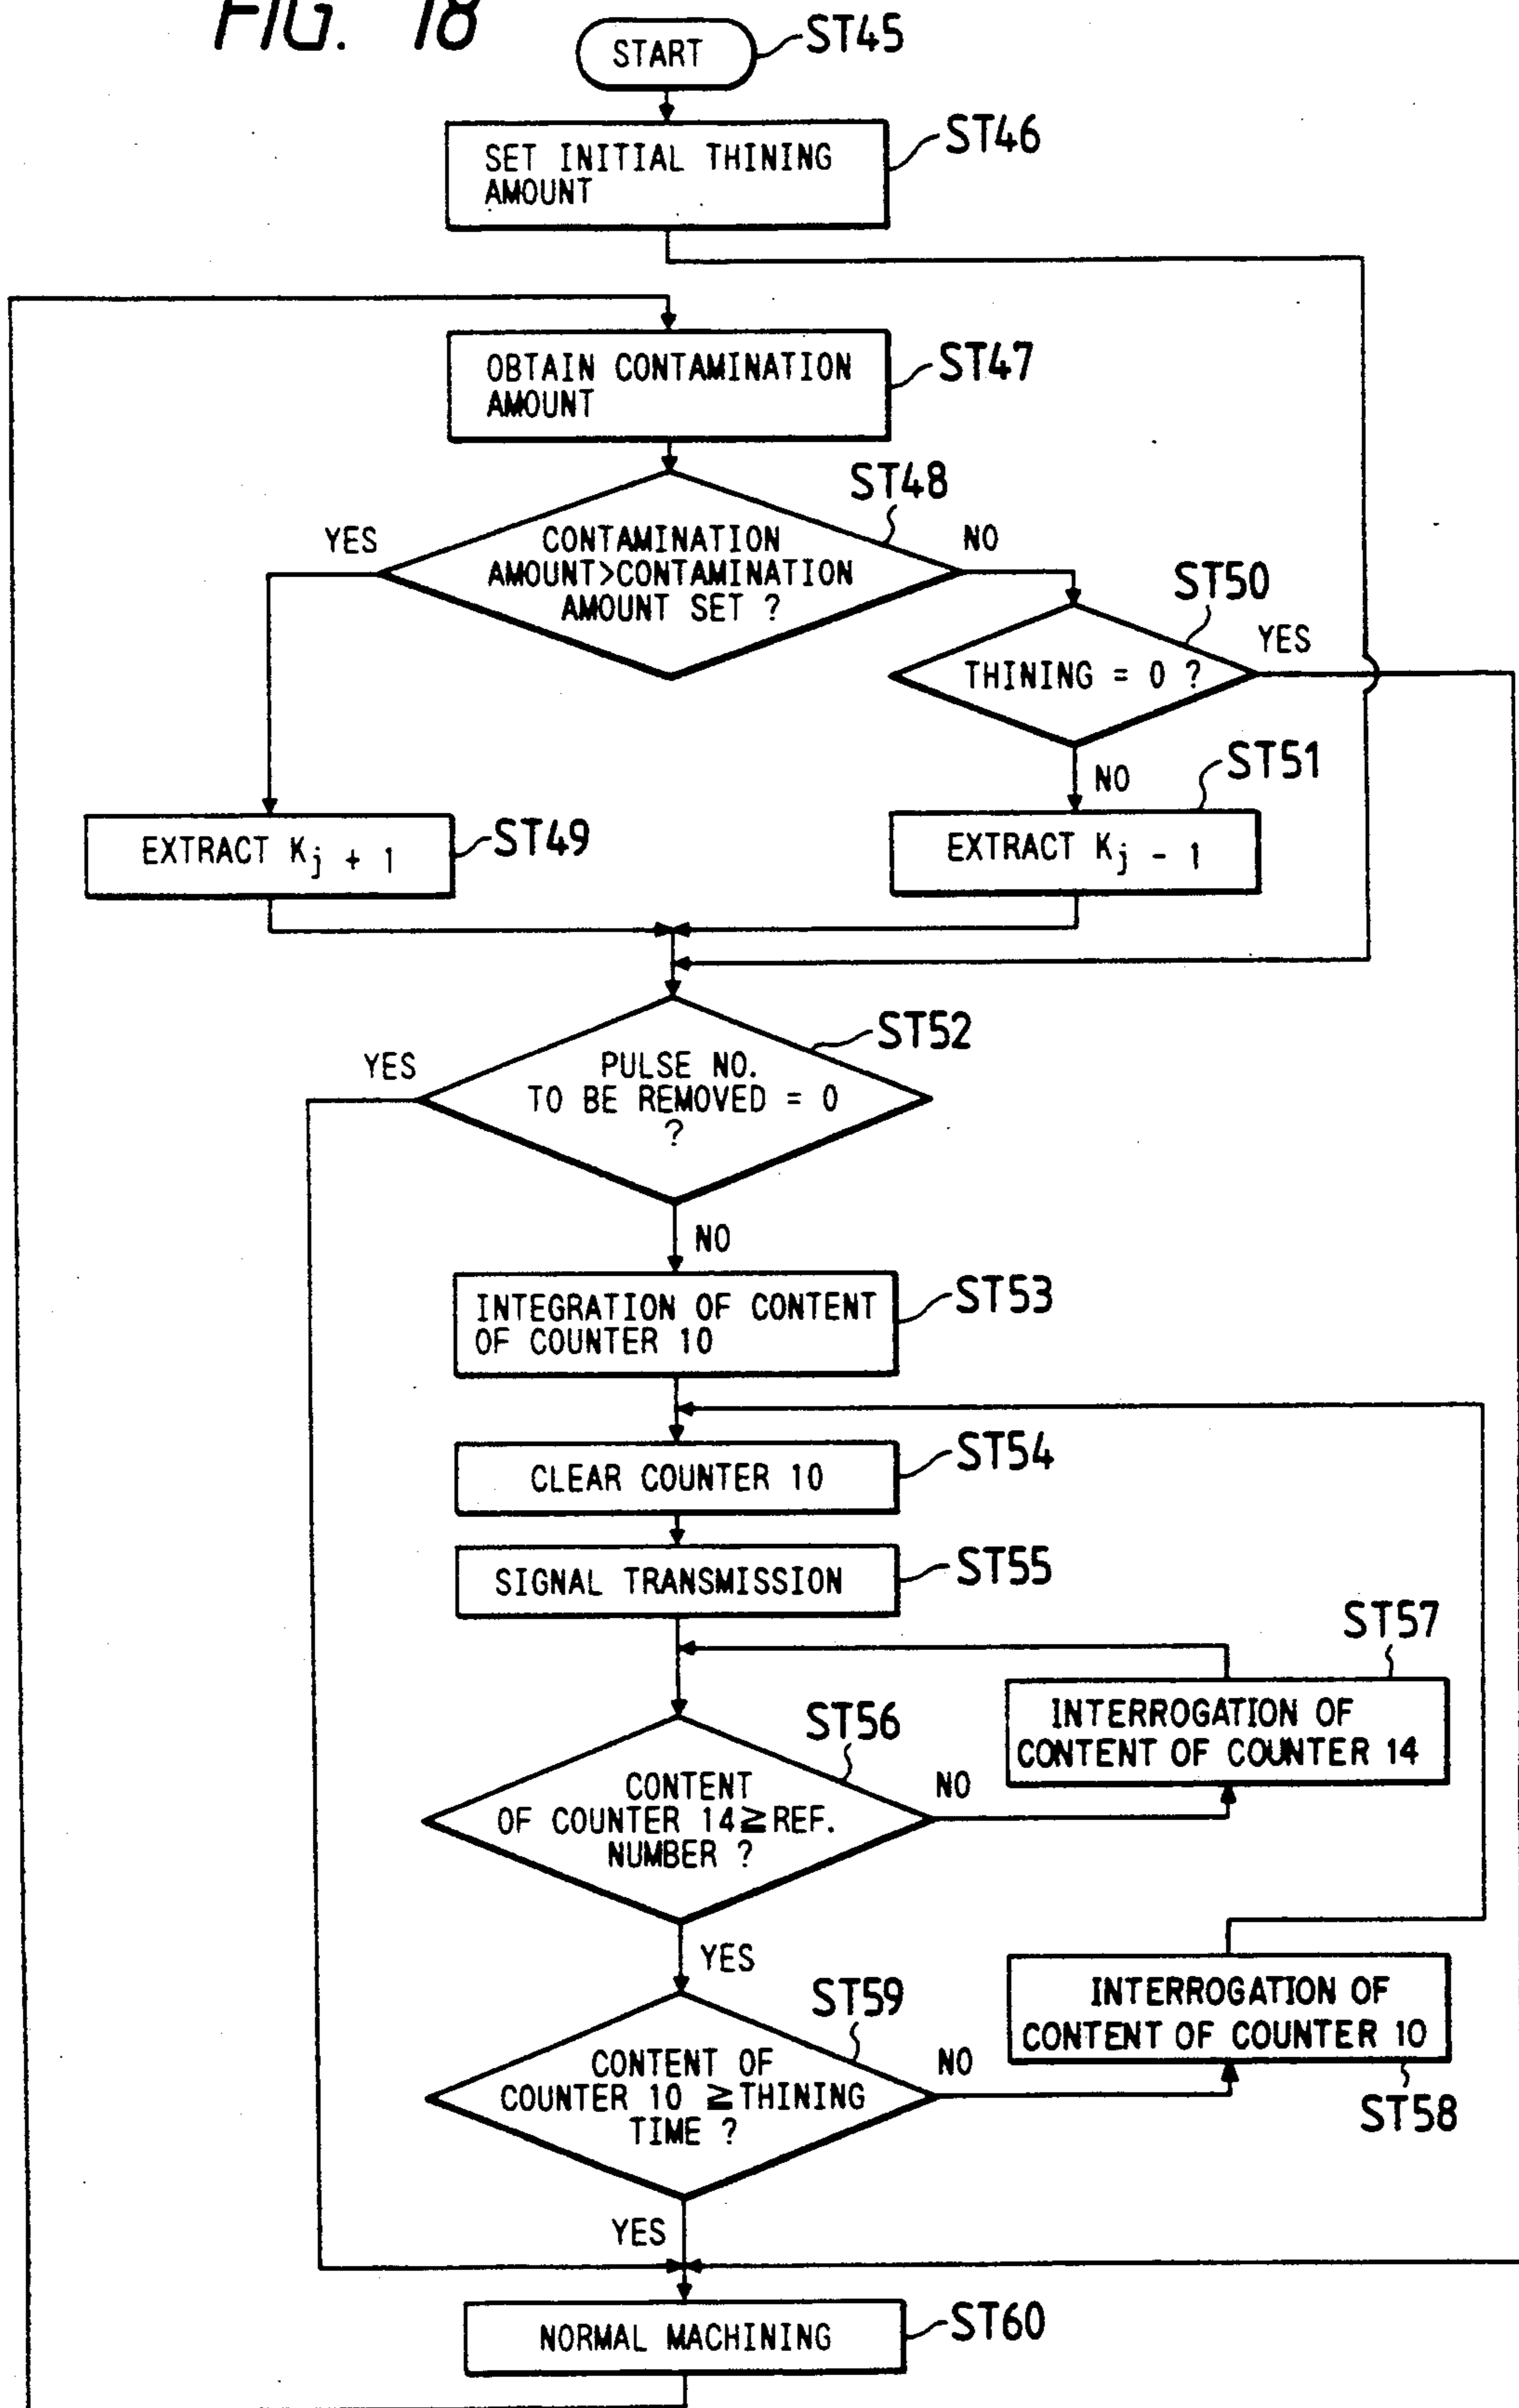 FIG. 18
START
ST45
SET INITIAL THINING
AMOUNT
ST46
OBTAIN CONTAMINATION
AMOUNT
ST47
ST48
YES
CONTAMINATION
AMOUNT>CONTAMINATION
AMOUNT SET ?
NO
ST50
THINING = 0 ?
YES
NO
ST51
EXTRACT Kj + 1
ST49
EXTRACT Kj - 1
ST52
YES
PULSE NO.
TO BE REMOVED = 0
?
NO
INTEGRATION OF CONTENT
OF COUNTER 10
ST53
CLEAR COUNTER 10
ST54
SIGNAL TRANSMISSION
ST55
ST57
INTERROGATION OF
CONTENT OF COUNTER 14
ST56
CONTENT
OF COUNTER 14≧REF.
NUMBER ?
NO
YES
ST59
INTERROGATION OF
CONTENT OF COUNTER 10
ST58
CONTENT OF
COUNTER 10 ≧THINING
TIME ?
NO
YES
NORMAL MACHINING
ST60